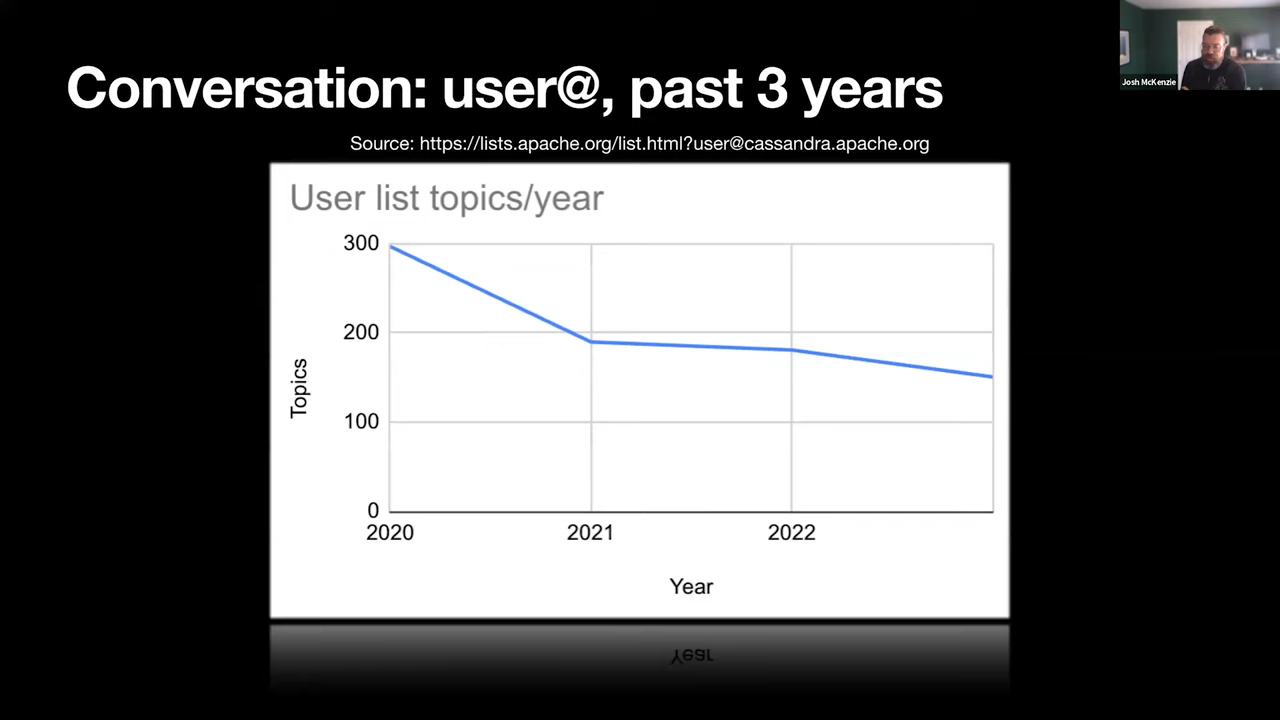 Conversation: user@, past 3 years
Josh McKenzie
Source: https://lists.apache.org/list.html?user@cassandra.apache.org
User list topics/year
300
200
100
0
Topics
2020 2021 2022
Year
Year